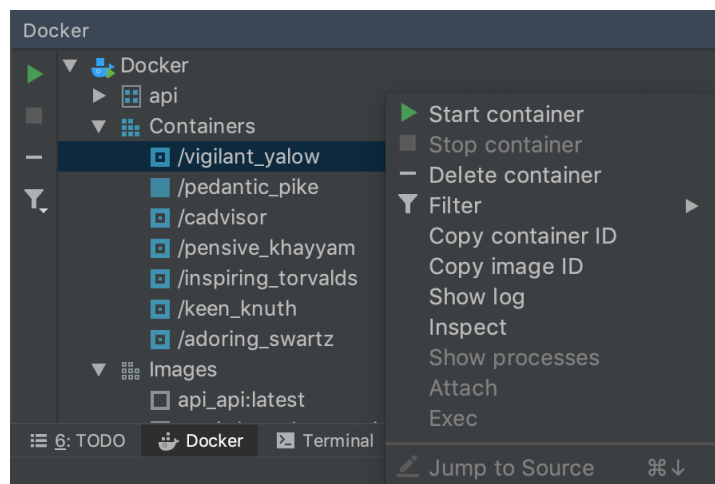 Docker
Docker
api
Containers
/vigilant_yalow
/pedantic_pike
/cadvisor
/pensive_khayyam
/inspiring_torvalds
/keen_knuth
/adoring_swartz
Images
api_api:latest
Start container
Stop container
Delete container
Filter
Copy container ID
Copy image ID
Show log
Inspect
Show processes
Attach
Exec
Jump to Source ⌘↓
6: TODO Docker Terminal